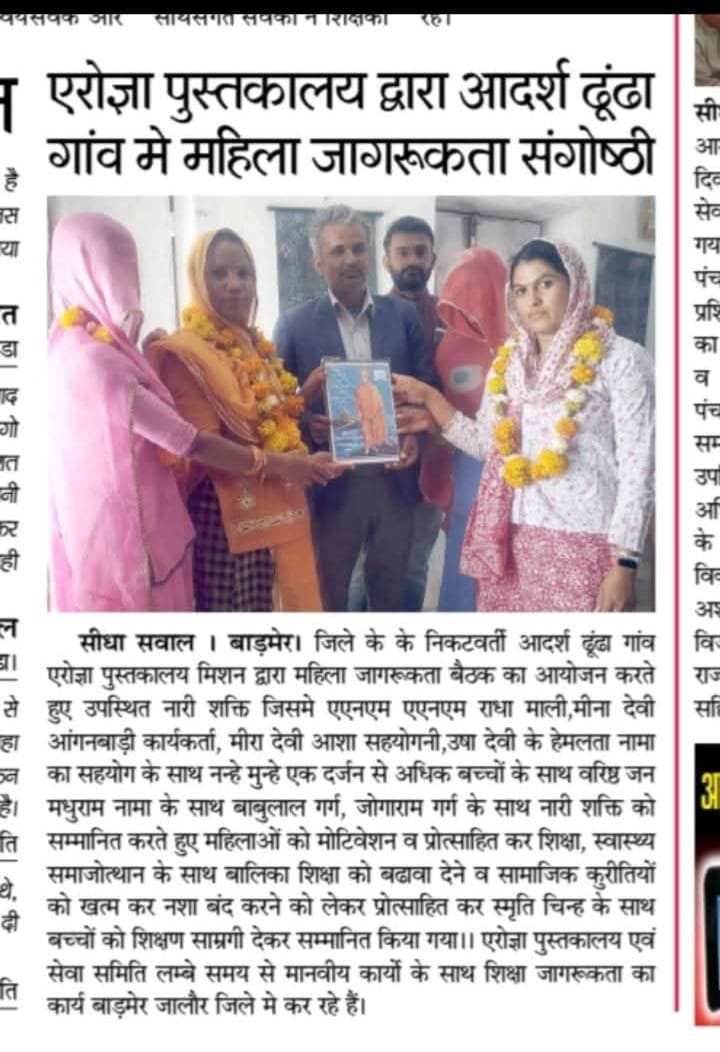 एरोज्ञा पुस्तकालय द्वारा आदर्श ढूंढा
गांव मे महिला जागरूकता संगोष्ठी
सीधा सवाल । बाड़मेर। जिले के के निकटवर्ती आदर्श ढूंढा गांव
एरोज्ञा पुस्तकालय मिशन द्वारा महिला जागरूकता बैठक का आयोजन करते
हुए उपस्थित नारी शक्ति जिसमे एएनएम एएनएम राधा माली,मीना देवी
आंगनबाड़ी कार्यकर्ता, मीरा देवी आशा सहयोगनी,उषा देवी के हेमलता नामा
का सहयोग के साथ नन्हे मुन्हे एक दर्जन से अधिक बच्चों के साथ वरिष्ठ जन
मधुराम नामा के साथ बाबुलाल गर्ग, जोगाराम गर्ग के साथ नारी शक्ति को
सम्मानित करते हुए महिलाओं को मोटिवेशन व प्रोत्साहित कर शिक्षा, स्वास्थ्य
समाजोत्थान के साथ बालिका शिक्षा को बढावा देने व सामाजिक कुरीतियों
को खत्म कर नशा बंद करने को लेकर प्रोत्साहित कर स्मृति चिन्ह के साथ
बच्चों को शिक्षण साम्रगी देकर सम्मानित किया गया।। एरोज्ञा पुस्तकालय एवं
सेवा समिति लम्बे समय से मानवीय कार्यो के साथ शिक्षा जागरूकता का
कार्य बाड़मेर जालौर जिले मे कर रहे हैं।